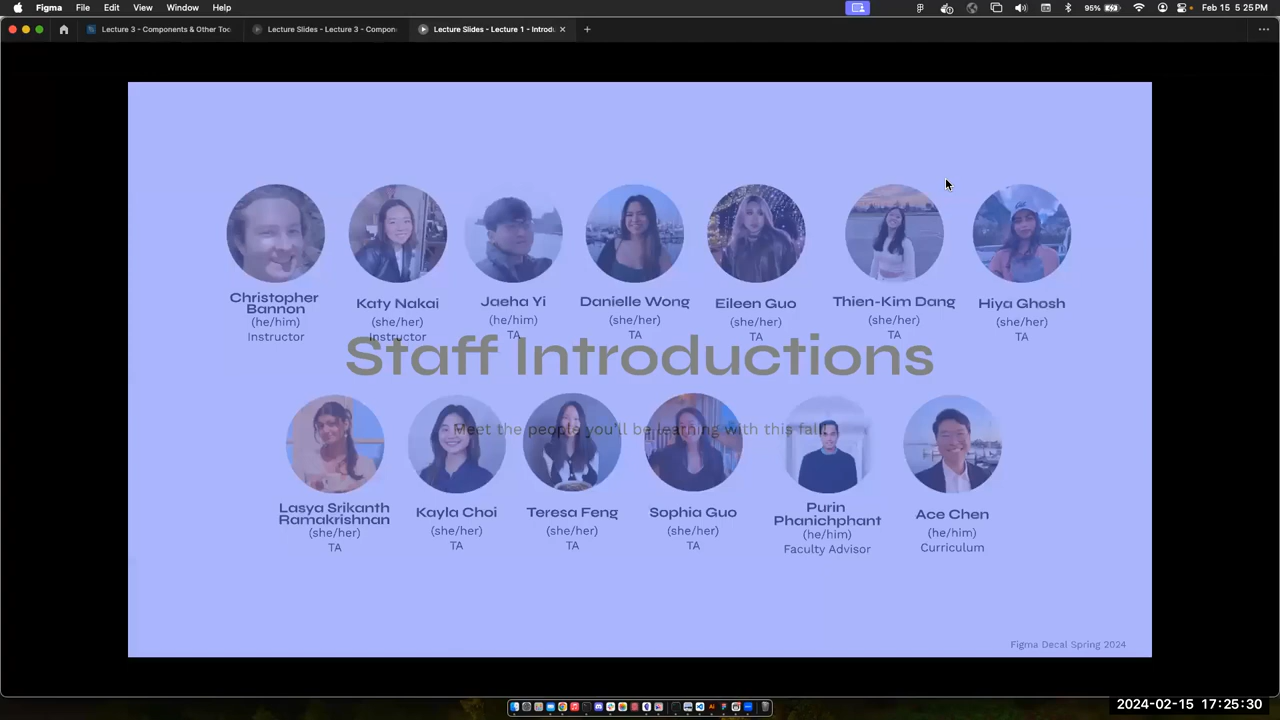 Figma File Edit View Window Help
95% Feb 15 5:25 PM
Lecture 3 - Components & Other Too
Lecture Slides - Lecture 3 - Compon
Lecture Slides - Lecture 1 - Introd
Christopher Bannon
(he/him)
Instructor
Katy Nakai
(she/her)
Instructor
Jaeha Yi
(he/him)
TA
Danielle Wong
(she/her)
TA
Eileen Guo
(she/her)
TA
Thien-Kim Dang
(she/her)
TA
Hiya Ghosh
(she/her)
TA
Staff Introductions
Meet the people you'll be learning with this fall!
Lasya Srikanth
Ramakrishnan
(she/her)
TA
Kayla Choi
(she/her)
TA
Teresa Feng
(she/her)
TA
Sophia Guo
(she/her)
TA
Purin
Phanichphant
(he/him)
Faculty Advisor
Ace Chen
(he/him)
Curriculum
Figma Decal Spring 2024
2024-02-15 17:25:30